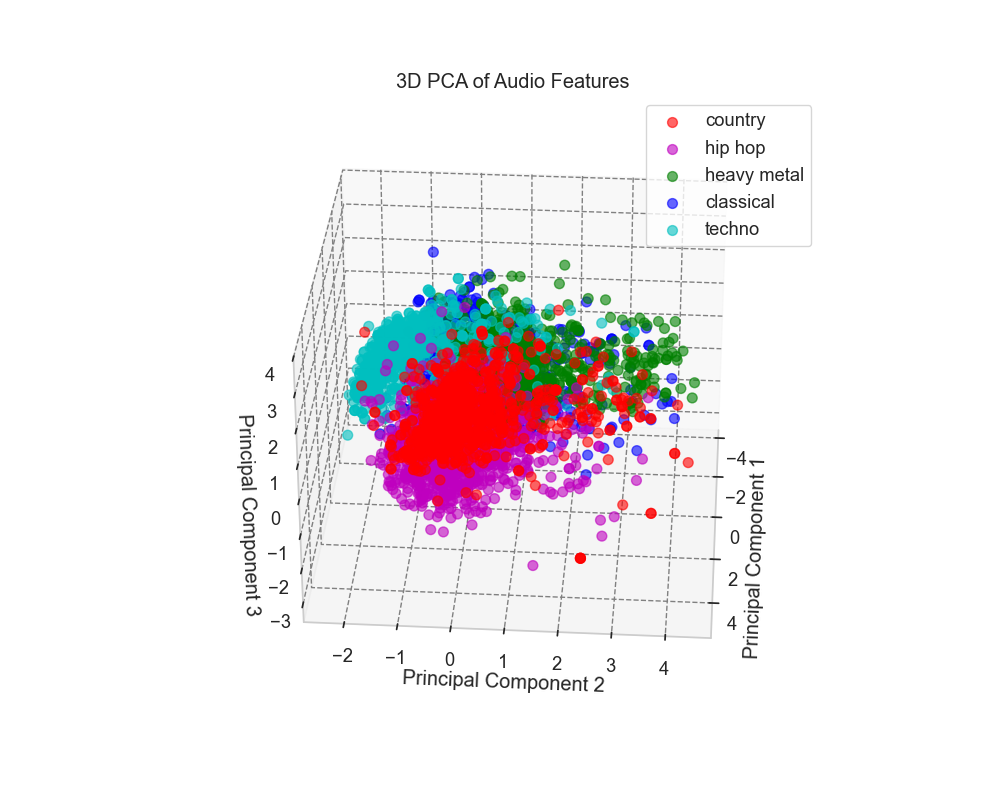 3D PCA of Audio Features
country
hip hop
heavy metal
classical
techno
4
3
2
1
0
−1
−2
−3
Principal Component 3
−2
−1
0
1
2
3
4
Principal Component 2
−4
−2
0
2
4
Principal Component 1